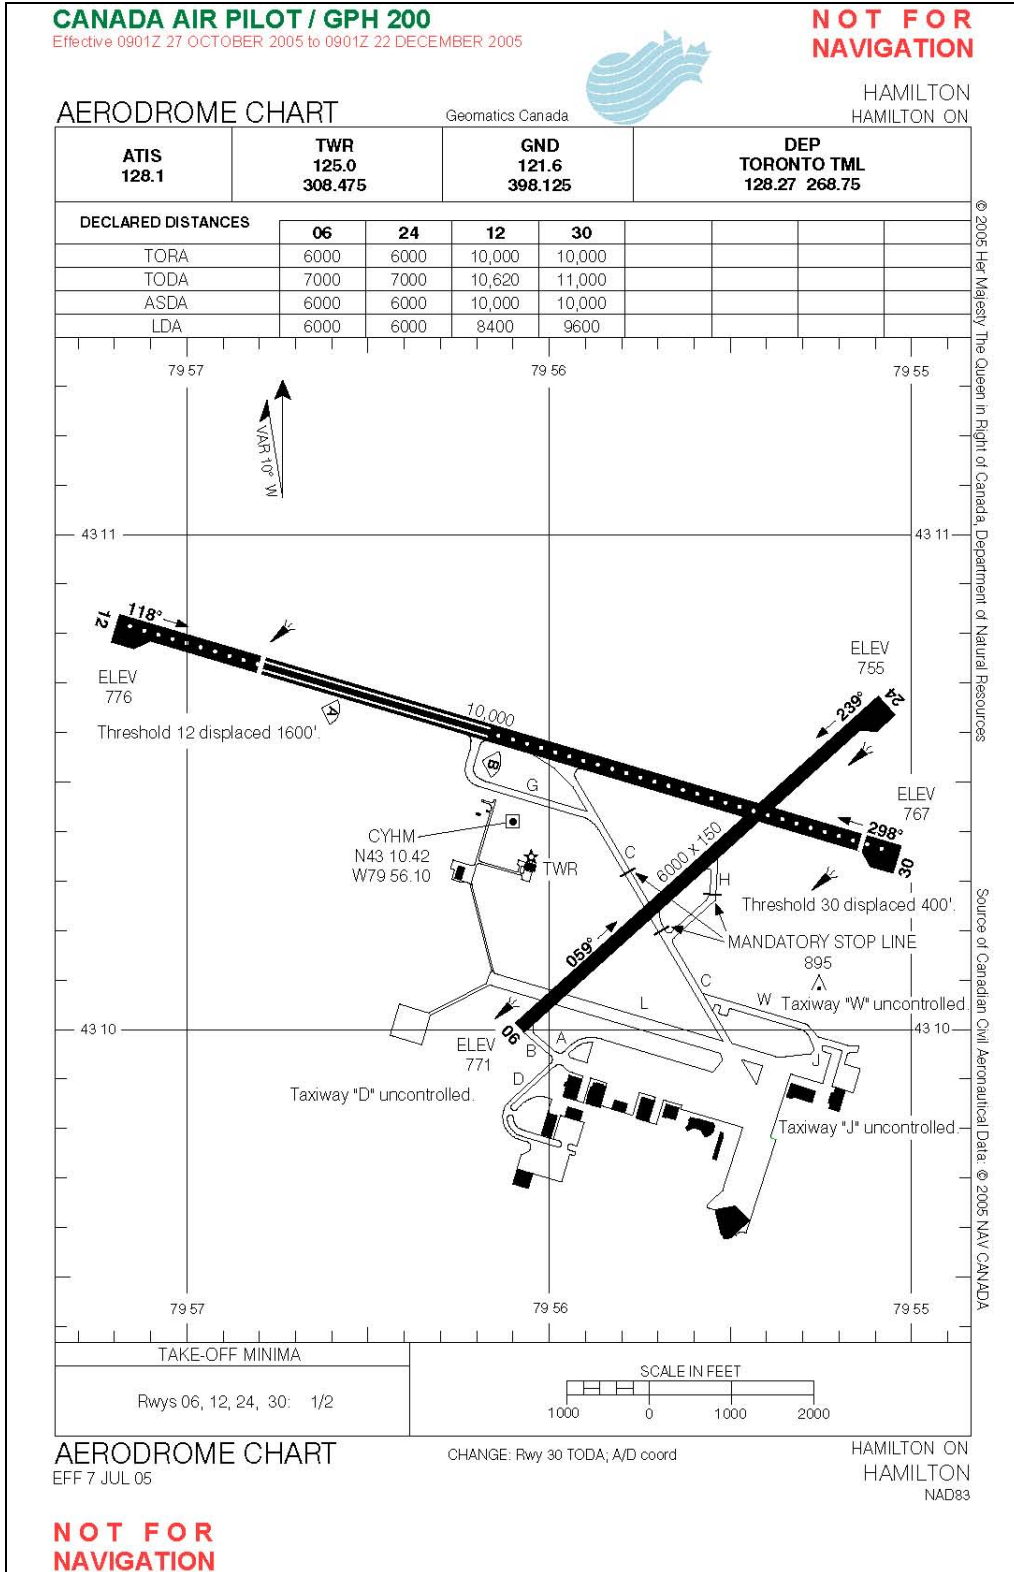 CANADA AIR PILOT / GPH 200
Effective 0901Z 27 OCTOBER 2005 to 0901Z 22 DECEMBER 2005
NOT FOR
NAVIGATION
AERODROME CHART
Geomatics Canada
HAMILTON
HAMILTON ON
ATIS
128.1
TWR
125.0
308.475
GND
121.6
398.125
DEP
TORONTO TML
128.27 268.75
DECLARED DISTANCES 06 24 12 30
TORA 6000 6000 10,000 10,000
TODA 7000 7000 10,620 11,000
ASDA 6000 6000 10,000 10,000
LDA 6000 6000 8400 9600
79 57 79 56 79 55
VAR 10° W
43 11 43 11
12
118°
ELEV
776
Threshold 12 displaced 1600'.
A
10,000
ELEV
755
24
239°
B
G
ELEV
767
298°
30
CYHM
N43 10.42
W79 56.10
TWR
C
6000 x 150
H
Threshold 30 displaced 400'.
MANDATORY STOP LINE
895
059°
C
W
Taxiway "W" uncontrolled.
L
43 10 43 10
06
ELEV
771
B
A
D
J
Taxiway "D" uncontrolled.
Taxiway "J" uncontrolled.
79 57 79 56 79 55
TAKE-OFF MINIMA
Rwys 06, 12, 24, 30: 1/2
SCALE IN FEET
1000 0 1000 2000
AERODROME CHART
EFF 7 JUL 05
CHANGE: Rwy 30 TODA; A/D coord
HAMILTON ON
HAMILTON
NAD83
NOT FOR
NAVIGATION
© 2005 Her Majesty The Queen in Right of Canada, Department of Natural Resources
Source of Canadian Civil Aeronautical Data: © 2005 NAV CANADA